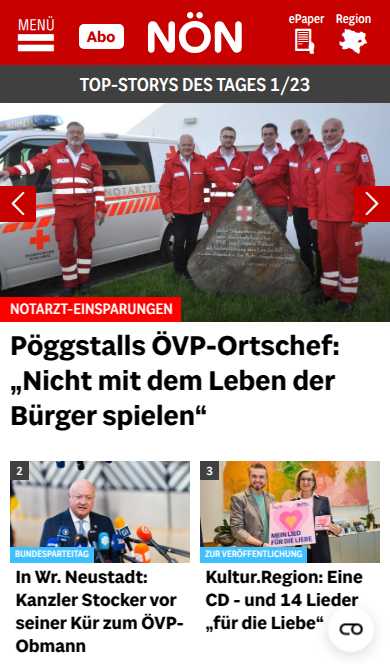 MENÜ
Abo
NÖN
ePaper
Region
TOP-STORYS DES TAGES 1/23
NOTARZT
NOTARZT-EINSPARUNGEN
Pöggstalls ÖVP-Ortschef:
„Nicht mit dem Leben der
Bürger spielen“
2
BUNDESPARTEITAG
In Wr. Neustadt:
Kanzler Stocker vor
seiner Kür zum ÖVP-
Obmann
3
MEIN LIED
FÜR DIE LIEBE
ZUR VERÖFFENTLICHUNG
Kultur.Region: Eine
CD - und 14 Lieder
„für die Liebe“